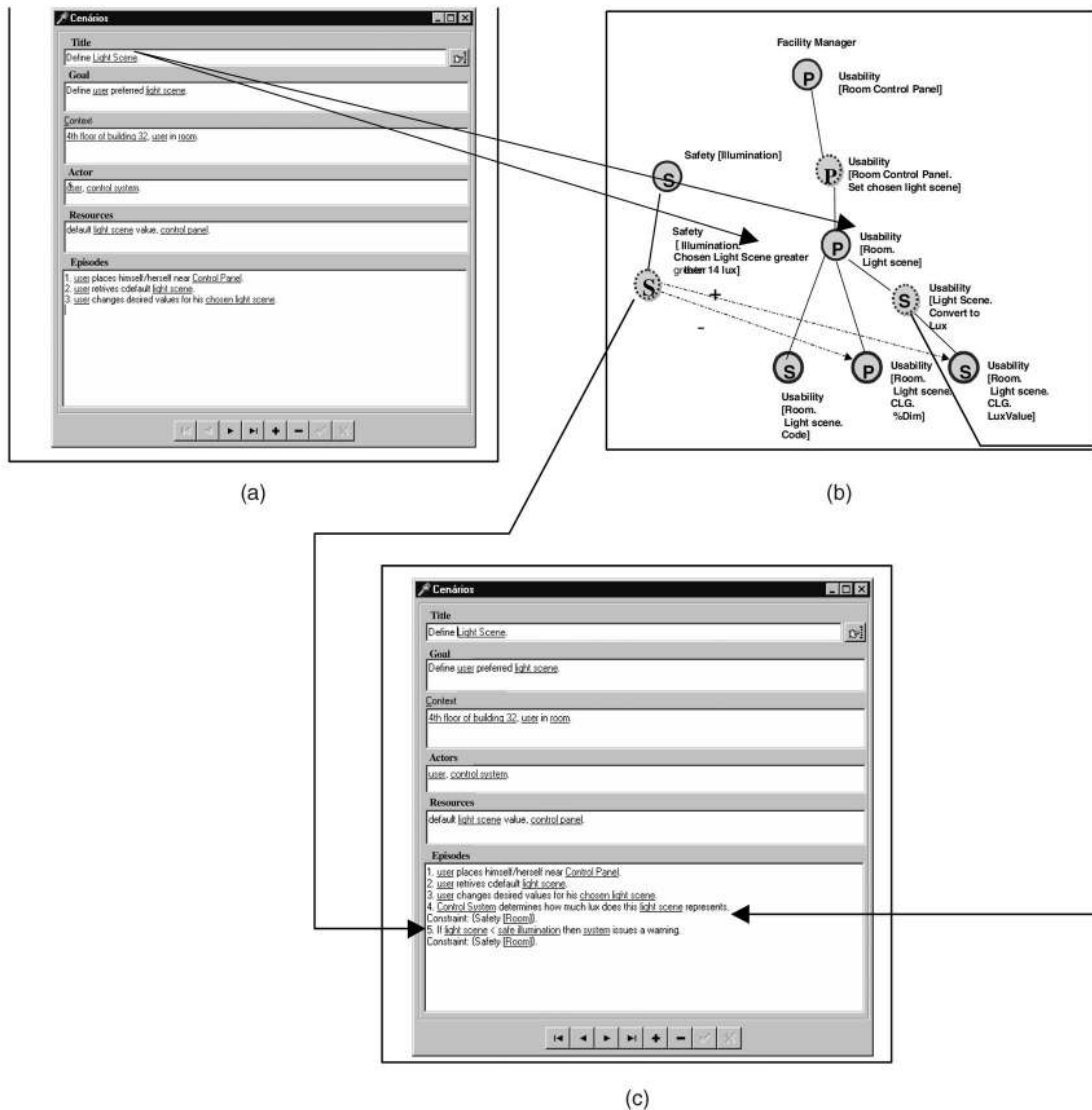 Cenários
Title
Define Light Scene.
Goal
Define user preferred light scene.
Context
4th floor of building 32, user in room.
Actor
user, control system.
Resources
default light scene value, control panel.
Episodes
1. user places himself/herself near Control Panel.
2. user retrives cdefault light scene.
3. user changes desired values for his chosen light scene.
(a)
Facility Manager
P
Usability
[Room Control Panel]
Safety [Illumination]
S
P
Usability
[Room Control Panel.
Set chosen light scene]
Safety
[ Illumination.
Chosen Light Scene greater
then 14 lux]
S
+
-
P
Usability
[Room.
Light scene]
S
Usability
[Light Scene.
Convert to
Lux
S
Usability
[Room.
Light scene.
Code]
P
Usability
[Room.
Light scene.
CLG.
%Dim]
S
Usability
[Room.
Light scene.
CLG.
LuxValue]
(b)
Cenários
Title
Define Light Scene.
Goal
Define user preferred light scene.
Context
4th floor of building 32, user in room.
Actors
user, control system.
Resources
default light scene value, control panel.
Episodes
1. user places himself/herself near Control Panel.
2. user retrives cdefault light scene.
3. user changes desired values for his chosen light scene.
4. Control System determines how much lux does this light scene represents.
Constraint: (Safety [Room]).
5. If light scene < safe illumination then system issues a warning.
Constraint: (Safety [Room]).
(c)